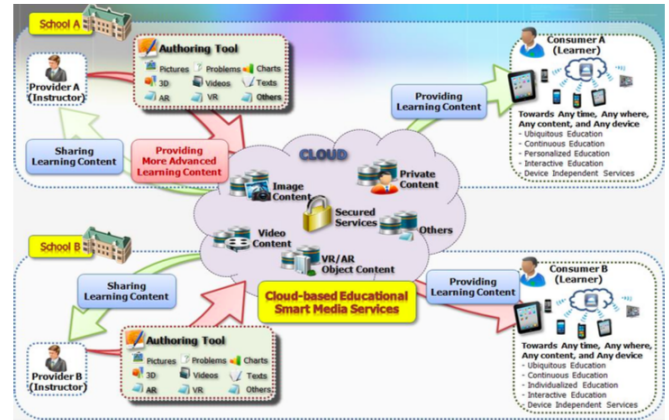 School A
Provider A
(Instructor)
Authoring Tool
Pictures
Problems
Charts
3D
Videos
Texts
AR
VR
Others
Sharing
Learning Content
Providing
More Advanced
Learning Content
Providing
Learning Content
Consumer A
(Learner)
Towards Any time, Any where,
Any content, and Any device
- Ubiquitous Education
- Continuous Education
- Personalized Education
- Interactive Education
- Device Independent Services
CLOUD
Image
Content
Private
Content
Secured
Services
Others
Video
Content
VR/AR
Object Content
Cloud-based Educational
Smart Media Services
School B
Sharing
Learning Content
Provider B
(Instructor)
Authoring Tool
Pictures
Problems
Charts
3D
Videos
Texts
AR
VR
Others
Providing
Learning Content
Consumer B
(Learner)
Towards Any time, Any where,
Any content, and Any device
- Ubiquitous Education
- Continuous Education
- Individualized Education
- Interactive Education
- Device Independent Services